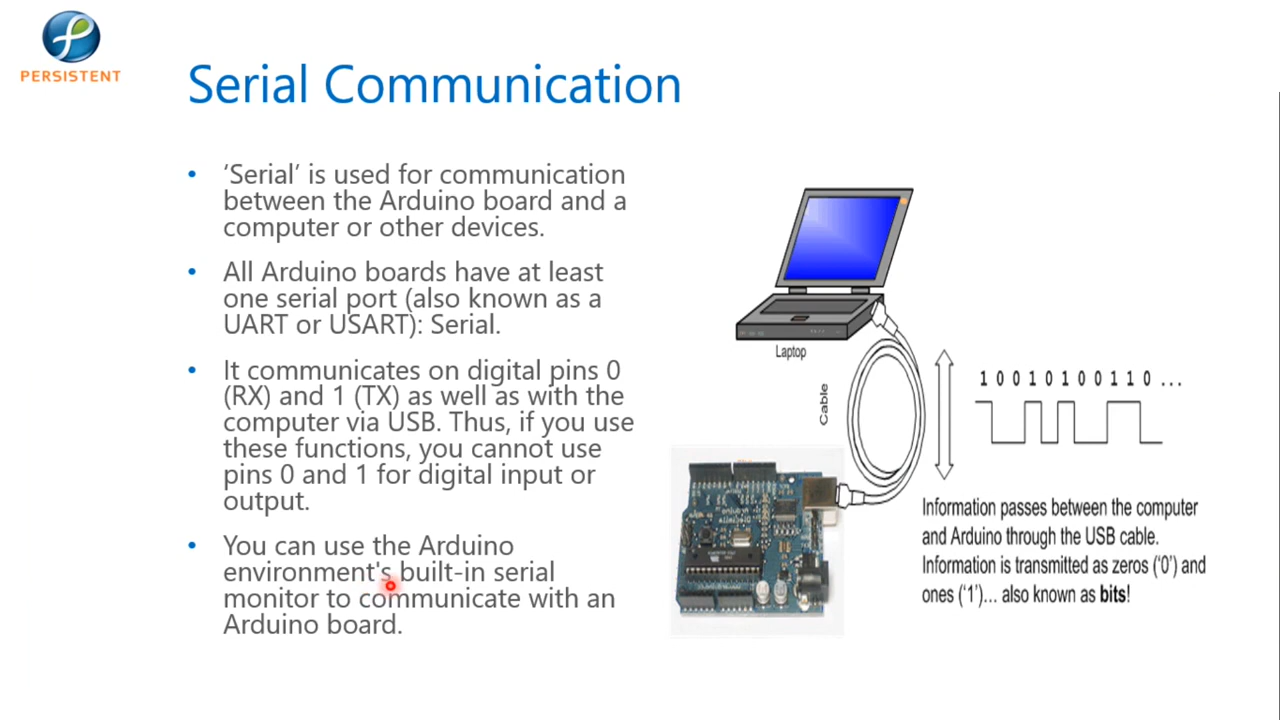 PERSISTENT
Serial Communication
• ‘Serial’ is used for communication
between the Arduino board and a
computer or other devices.
• All Arduino boards have at least
one serial port (also known as a
UART or USART): Serial.
• It communicates on digital pins 0
(RX) and 1 (TX) as well as with the
computer via USB. Thus, if you use
these functions, you cannot use
pins 0 and 1 for digital input or
output.
• You can use the Arduino
environment's built-in serial
monitor to communicate with an
Arduino board.
Laptop
Cable
1 0 0 1 0 1 0 0 1 1 0 ...
Information passes between the computer
and Arduino through the USB cable.
Information is transmitted as zeros (‘0’) and
ones (‘1’)... also known as bits!